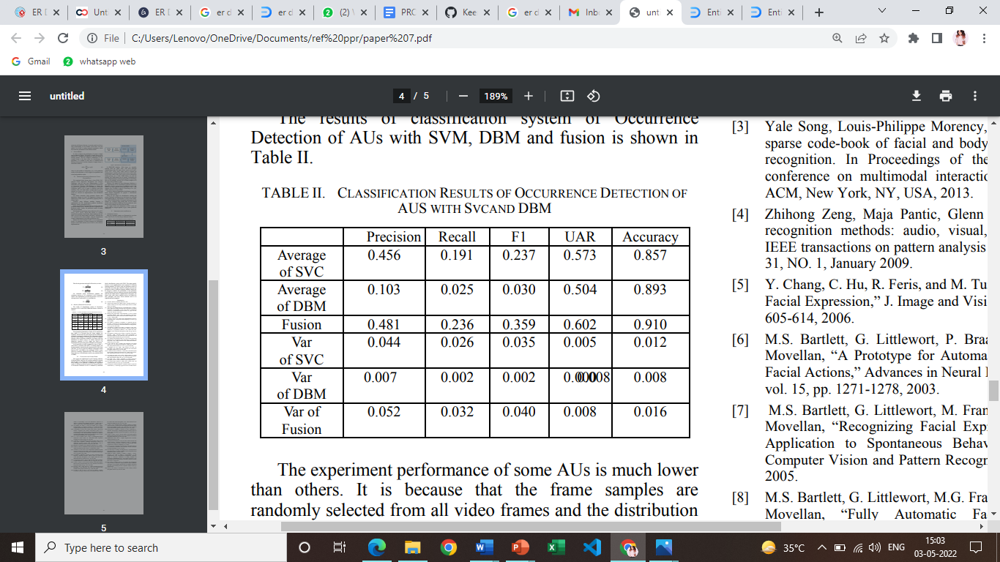 ER D
Unt
ER D
er d
er d
(2)
PRO
Kee
er d
Inb
unt
Enti
Enti
File
C:/Users/Lenovo/OneDrive/Documents/ref%20ppr/paper%207.pdf
Gmail
whatsapp web
untitled
4 / 5
189%
The results of classification system of Occurrence
Detection of AUs with SVM, DBM and fusion is shown in
Table II.
TABLE II. CLASSIFICATION RESULTS OF OCCURRENCE DETECTION OF
AUS WITH SVCAND DBM
Precision Recall F1 UAR Accuracy
Average 0.456 0.191 0.237 0.573 0.857
of SVC
Average 0.103 0.025 0.030 0.504 0.893
of DBM
Fusion 0.481 0.236 0.359 0.602 0.910
Var 0.044 0.026 0.035 0.005 0.012
of SVC
Var 0.007 0.002 0.002 0.008
of DBM
Var of 0.052 0.032 0.040 0.008 0.016
Fusion
The experiment performance of some AUs is much lower
than others. It is because that the frame samples are
randomly selected from all video frames and the distribution
[3] Yale Song, Louis-Philippe Morency,
sparse code-book of facial and body
recognition. In Proceedings of the
conference on multimodal interactio
ACM, New York, NY, USA, 2013.
[4] Zhihong Zeng, Maja Pantic, Glenn
recognition methods: audio, visual,
IEEE transactions on pattern analysis
31, NO. 1, January 2009.
[5] Y. Chang, C. Hu, R. Feris, and M. Tu
Facial Expression,” J. Image and Visi
605-614, 2006.
[6] M.S. Bartlett, G. Littlewort, P. Bra
Movellan, “A Prototype for Automa
Facial Actions,” Advances in Neural
vol. 15, pp. 1271-1278, 2003.
[7] M.S. Bartlett, G. Littlewort, M. Fran
Movellan, “Recognizing Facial Exp
Application to Spontaneous Behav
Computer Vision and Pattern Recogn
2005.
[8] M.S. Bartlett, G. Littlewort, M.G. Fra
Movellan, “Fully Automatic Fa
3
4
5
Type here to search
35°C
ENG
15:03
03-05-2022